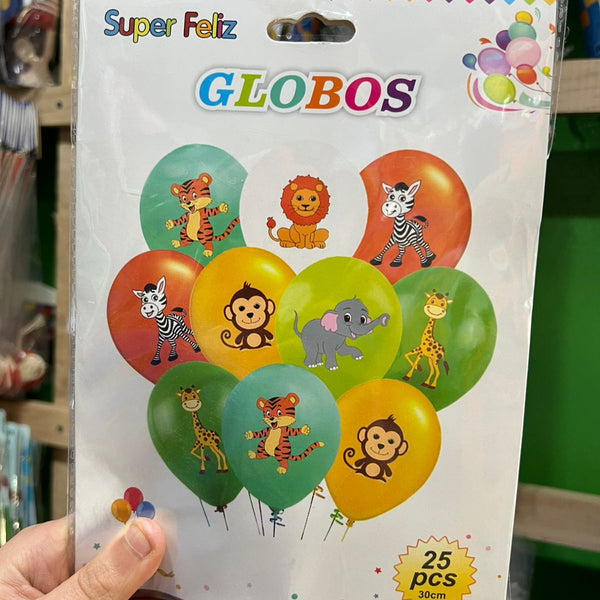 Super Feliz
GLOBOS
25
pcs
30cm